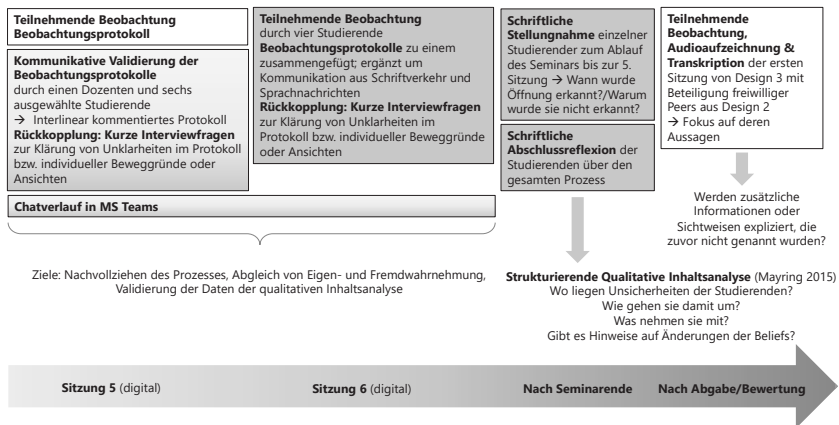 Teilnehmende Beobachtung
Beobachtungsprotokoll
Kommunikative Validierung der
Beobachtungsprotokolle
durch einen Dozenten und sechs
ausgewählte Studierende
→ Interlinear kommentiertes Protokoll
Rückkopplung: Kurze Interviewfragen
zur Klärung von Unklarheiten im Protokoll
bzw. individueller Beweggründe oder
Ansichten
Teilnehmende Beobachtung
durch vier Studierende
Beobachtungsprotokolle zu einem
zusammengefügt; ergänzt um
Kommunikation aus Schriftverkehr und
Sprachnachrichten
Rückkopplung: Kurze Interviewfragen
zur Klärung von Unklarheiten im
Protokoll bzw. individueller Beweggründe
oder Ansichten
Chatverlauf in MS Teams
Ziele: Nachvollziehen des Prozesses, Abgleich von Eigen- und Fremdwahrnehmung,
Validierung der Daten der qualitativen Inhaltsanalyse
Schriftliche
Stellungnahme einzelner
Studierender zum Ablauf
des Seminars bis zur 5.
Sitzung → Wann wurde
Öffnung erkannt?/Warum
wurde sie nicht erkannt?
Schriftliche
Abschlussreflexion der
Studierenden über den
gesamten Prozess
Teilnehmende
Beobachtung,
Audioaufzeichnung &
Transkription der ersten
Sitzung von Design 3 mit
Beteiligung freiwilliger
Peers aus Design 2
→ Fokus auf deren
Aussagen
Werden zusätzliche
Informationen oder
Sichtweisen expliziert, die
zuvor nicht genannt wurden?
Strukturierende Qualitative Inhaltsanalyse (Mayring 2015)
Wo liegen Unsicherheiten der Studierenden?
Wie gehen sie damit um?
Was nehmen sie mit?
Gibt es Hinweise auf Änderungen der Beliefs?
Sitzung 5 (digital)
Sitzung 6 (digital)
Nach Seminarende
Nach Abgabe/Bewertung